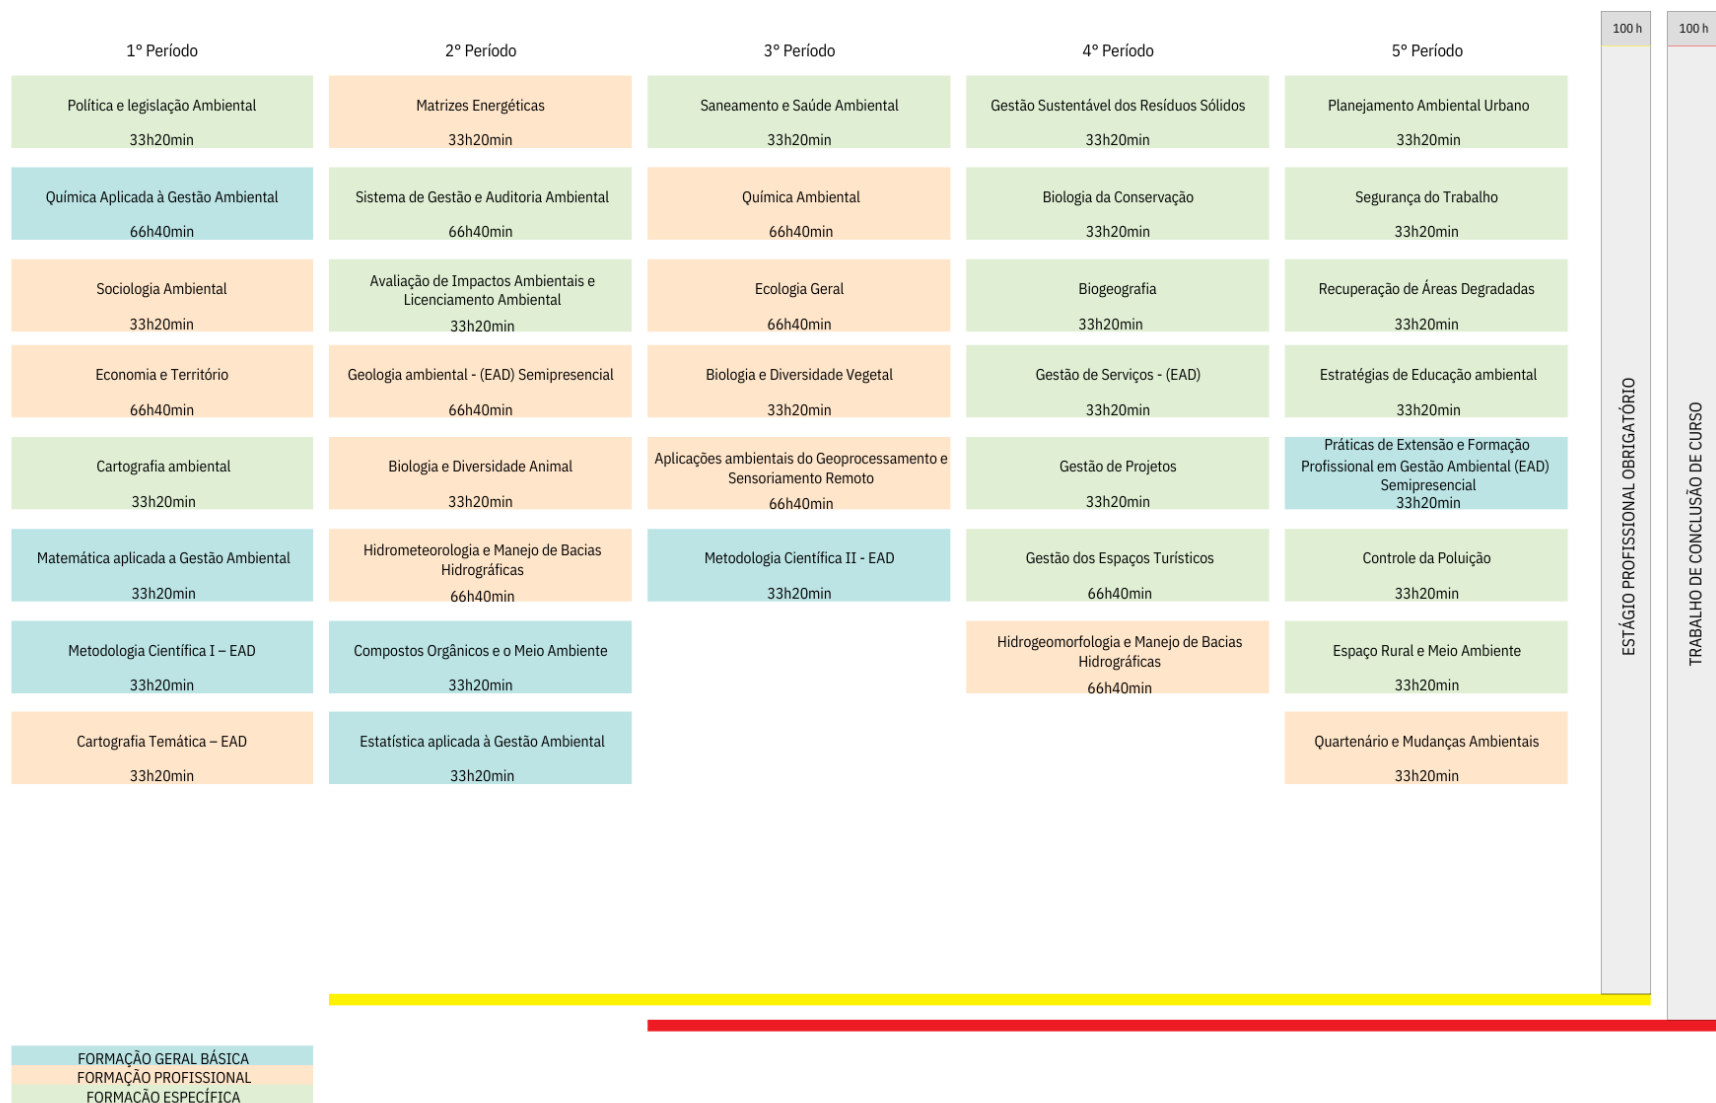 100 h
100 h
1° Período
2° Período
3° Período
4° Período
5° Período
Política e legislação Ambiental
33h20min
Matrizes Energéticas
33h20min
Saneamento e Saúde Ambiental
33h20min
Gestão Sustentável dos Resíduos Sólidos
33h20min
Planejamento Ambiental Urbano
33h20min
Química Aplicada à Gestão Ambiental
66h40min
Sistema de Gestão e Auditoria Ambiental
66h40min
Química Ambiental
66h40min
Biologia da Conservação
33h20min
Segurança do Trabalho
33h20min
Sociologia Ambiental
33h20min
Avaliação de Impactos Ambientais e
Licenciamento Ambiental
33h20min
Ecologia Geral
66h40min
Biogeografia
33h20min
Recuperação de Áreas Degradadas
33h20min
Economia e Território
66h40min
Geologia ambiental - (EAD) Semipresencial
66h40min
Biologia e Diversidade Vegetal
33h20min
Gestão de Serviços - (EAD)
33h20min
Estratégias de Educação ambiental
33h20min
Cartografia ambiental
33h20min
Biologia e Diversidade Animal
33h20min
Aplicações ambientais do Geoprocessamento e
Sensoriamento Remoto
66h40min
Gestão de Projetos
33h20min
Práticas de Extensão e Formação
Profissional em Gestão Ambiental (EAD)
Semipresencial
33h20min
Matemática aplicada a Gestão Ambiental
33h20min
Hidrometeorologia e Manejo de Bacias
Hidrográficas
66h40min
Metodologia Científica II - EAD
33h20min
Gestão dos Espaços Turísticos
66h40min
Controle da Poluição
33h20min
Metodologia Científica I – EAD
33h20min
Compostos Orgânicos e o Meio Ambiente
33h20min
Hidrogeomorfologia e Manejo de Bacias
Hidrográficas
66h40min
Espaço Rural e Meio Ambiente
33h20min
Cartografia Temática – EAD
33h20min
Estatística aplicada à Gestão Ambiental
33h20min
Quartenário e Mudanças Ambientais
33h20min
ESTÁGIO PROFISSIONAL OBRIGATÓRIO
TRABALHO DE CONCLUSÃO DE CURSO
FORMAÇÃO GERAL BÁSICA
FORMAÇÃO PROFISSIONAL
FORMAÇÃO ESPECÍFICA